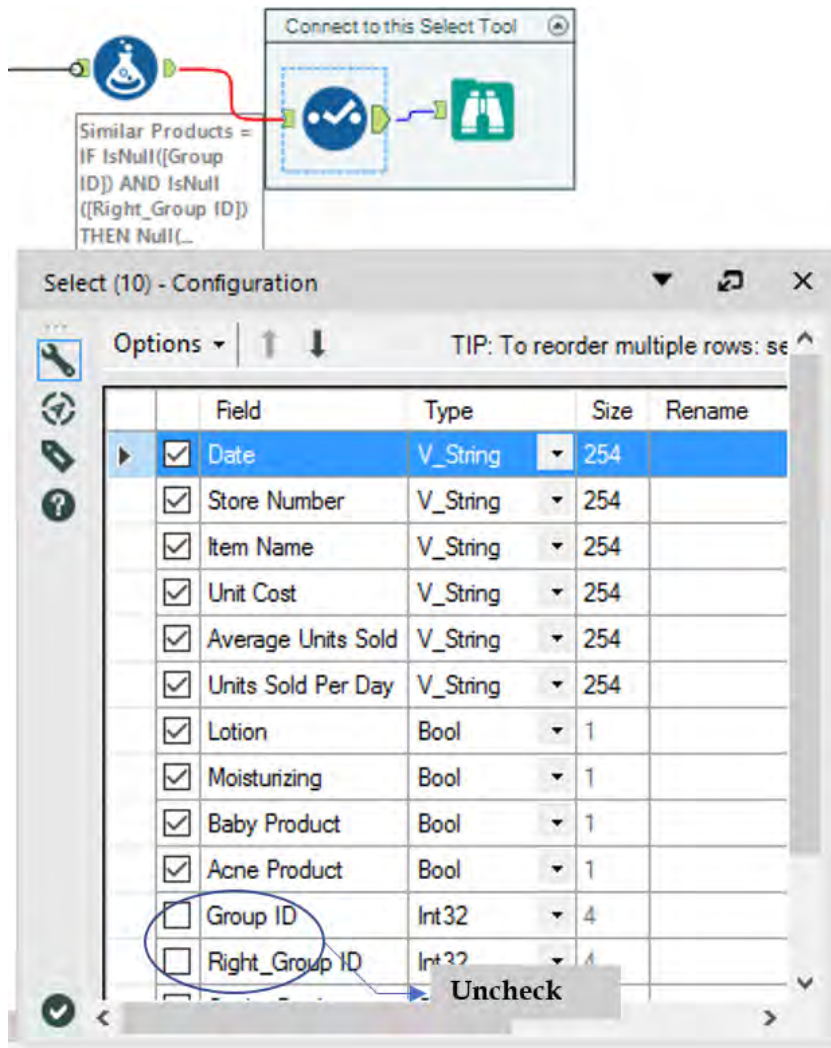 Connect to this Select Tool
Similar Products =
IF IsNull([Group
ID]) AND IsNull
([Right_Group ID])
THEN Null(...
Select (10) - Configuration
Options TIP: To reorder multiple rows: se
Field Type Size Rename
Date V_String 254
Store Number V_String 254
Item Name V_String 254
Unit Cost V_String 254
Average Units Sold V_String 254
Units Sold Per Day V_String 254
Lotion Bool 1
Moisturizing Bool 1
Baby Product Bool 1
Acne Product Bool 1
Group ID Int32 4
Right_Group ID Int32 4
Uncheck